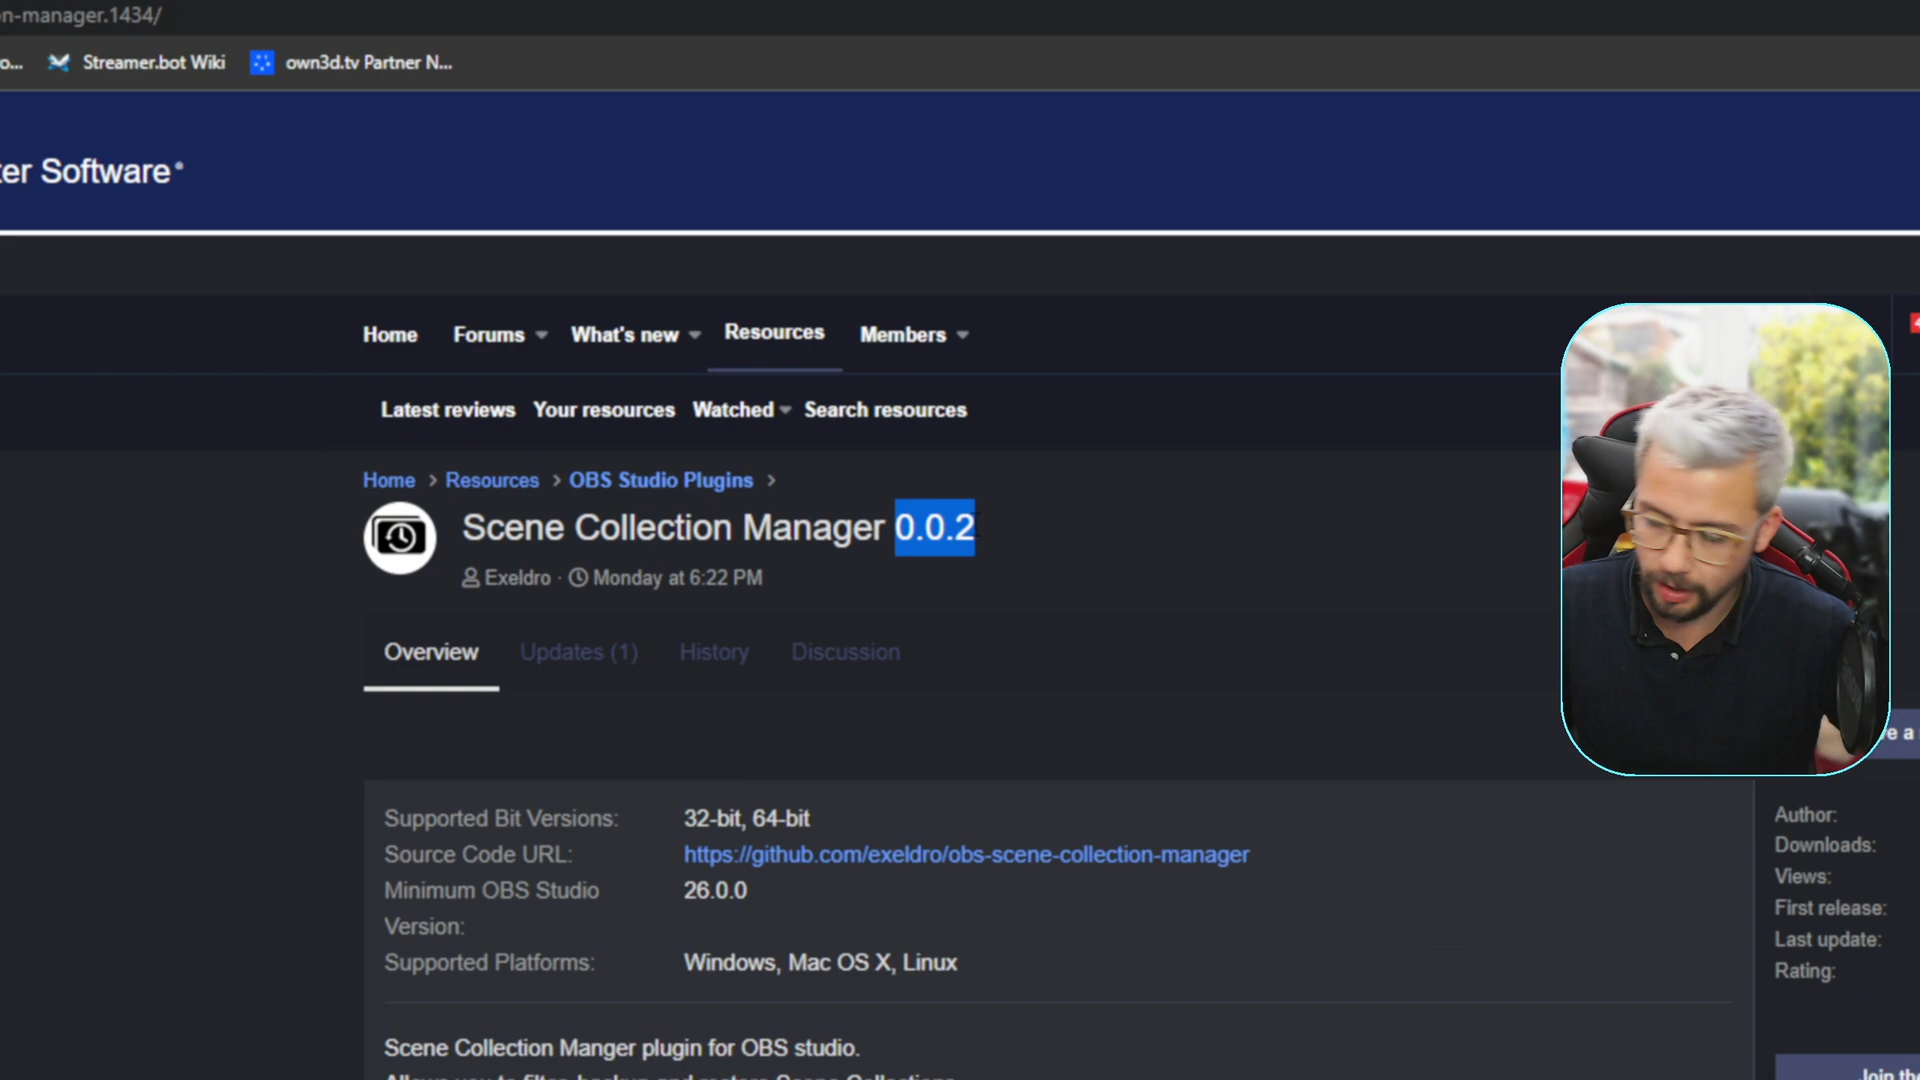 on-manager.1434/
Streamer.bot Wiki own3d.tv Partner N...
ter Software
Home Forums What's new Resources Members
Latest reviews Your resources Watched Search resources
Home > Resources > OBS Studio Plugins >
Scene Collection Manager 0.0.2
Exeldro · Monday at 6:22 PM
Overview Updates (1) History Discussion
Supported Bit Versions: 32-bit, 64-bit
Source Code URL: https://github.com/exeldro/obs-scene-collection-manager
Minimum OBS Studio 26.0.0
Version:
Supported Platforms: Windows, Mac OS X, Linux
Scene Collection Manger plugin for OBS studio.
Author:
Downloads:
Views:
First release:
Last update:
Rating:
Join the